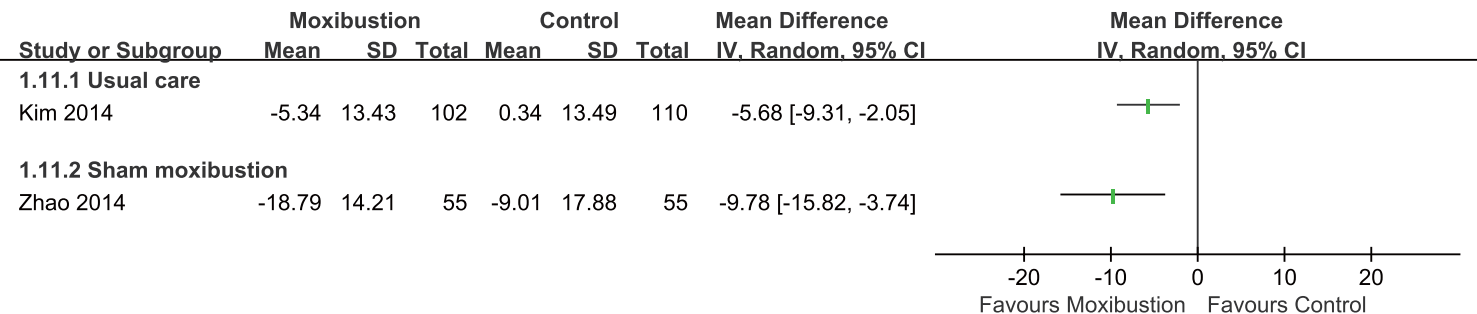 Moxibustion Control Mean Difference Mean Difference
Study or Subgroup Mean SD Total Mean SD Total IV, Random, 95% CI IV, Random, 95% CI
1.11.1 Usual care
Kim 2014 -5.34 13.43 102 0.34 13.49 110 -5.68 [-9.31, -2.05]
1.11.2 Sham moxibustion
Zhao 2014 -18.79 14.21 55 -9.01 17.88 55 -9.78 [-15.82, -3.74]
-20 -10 0 10 20
Favours Moxibustion Favours Control